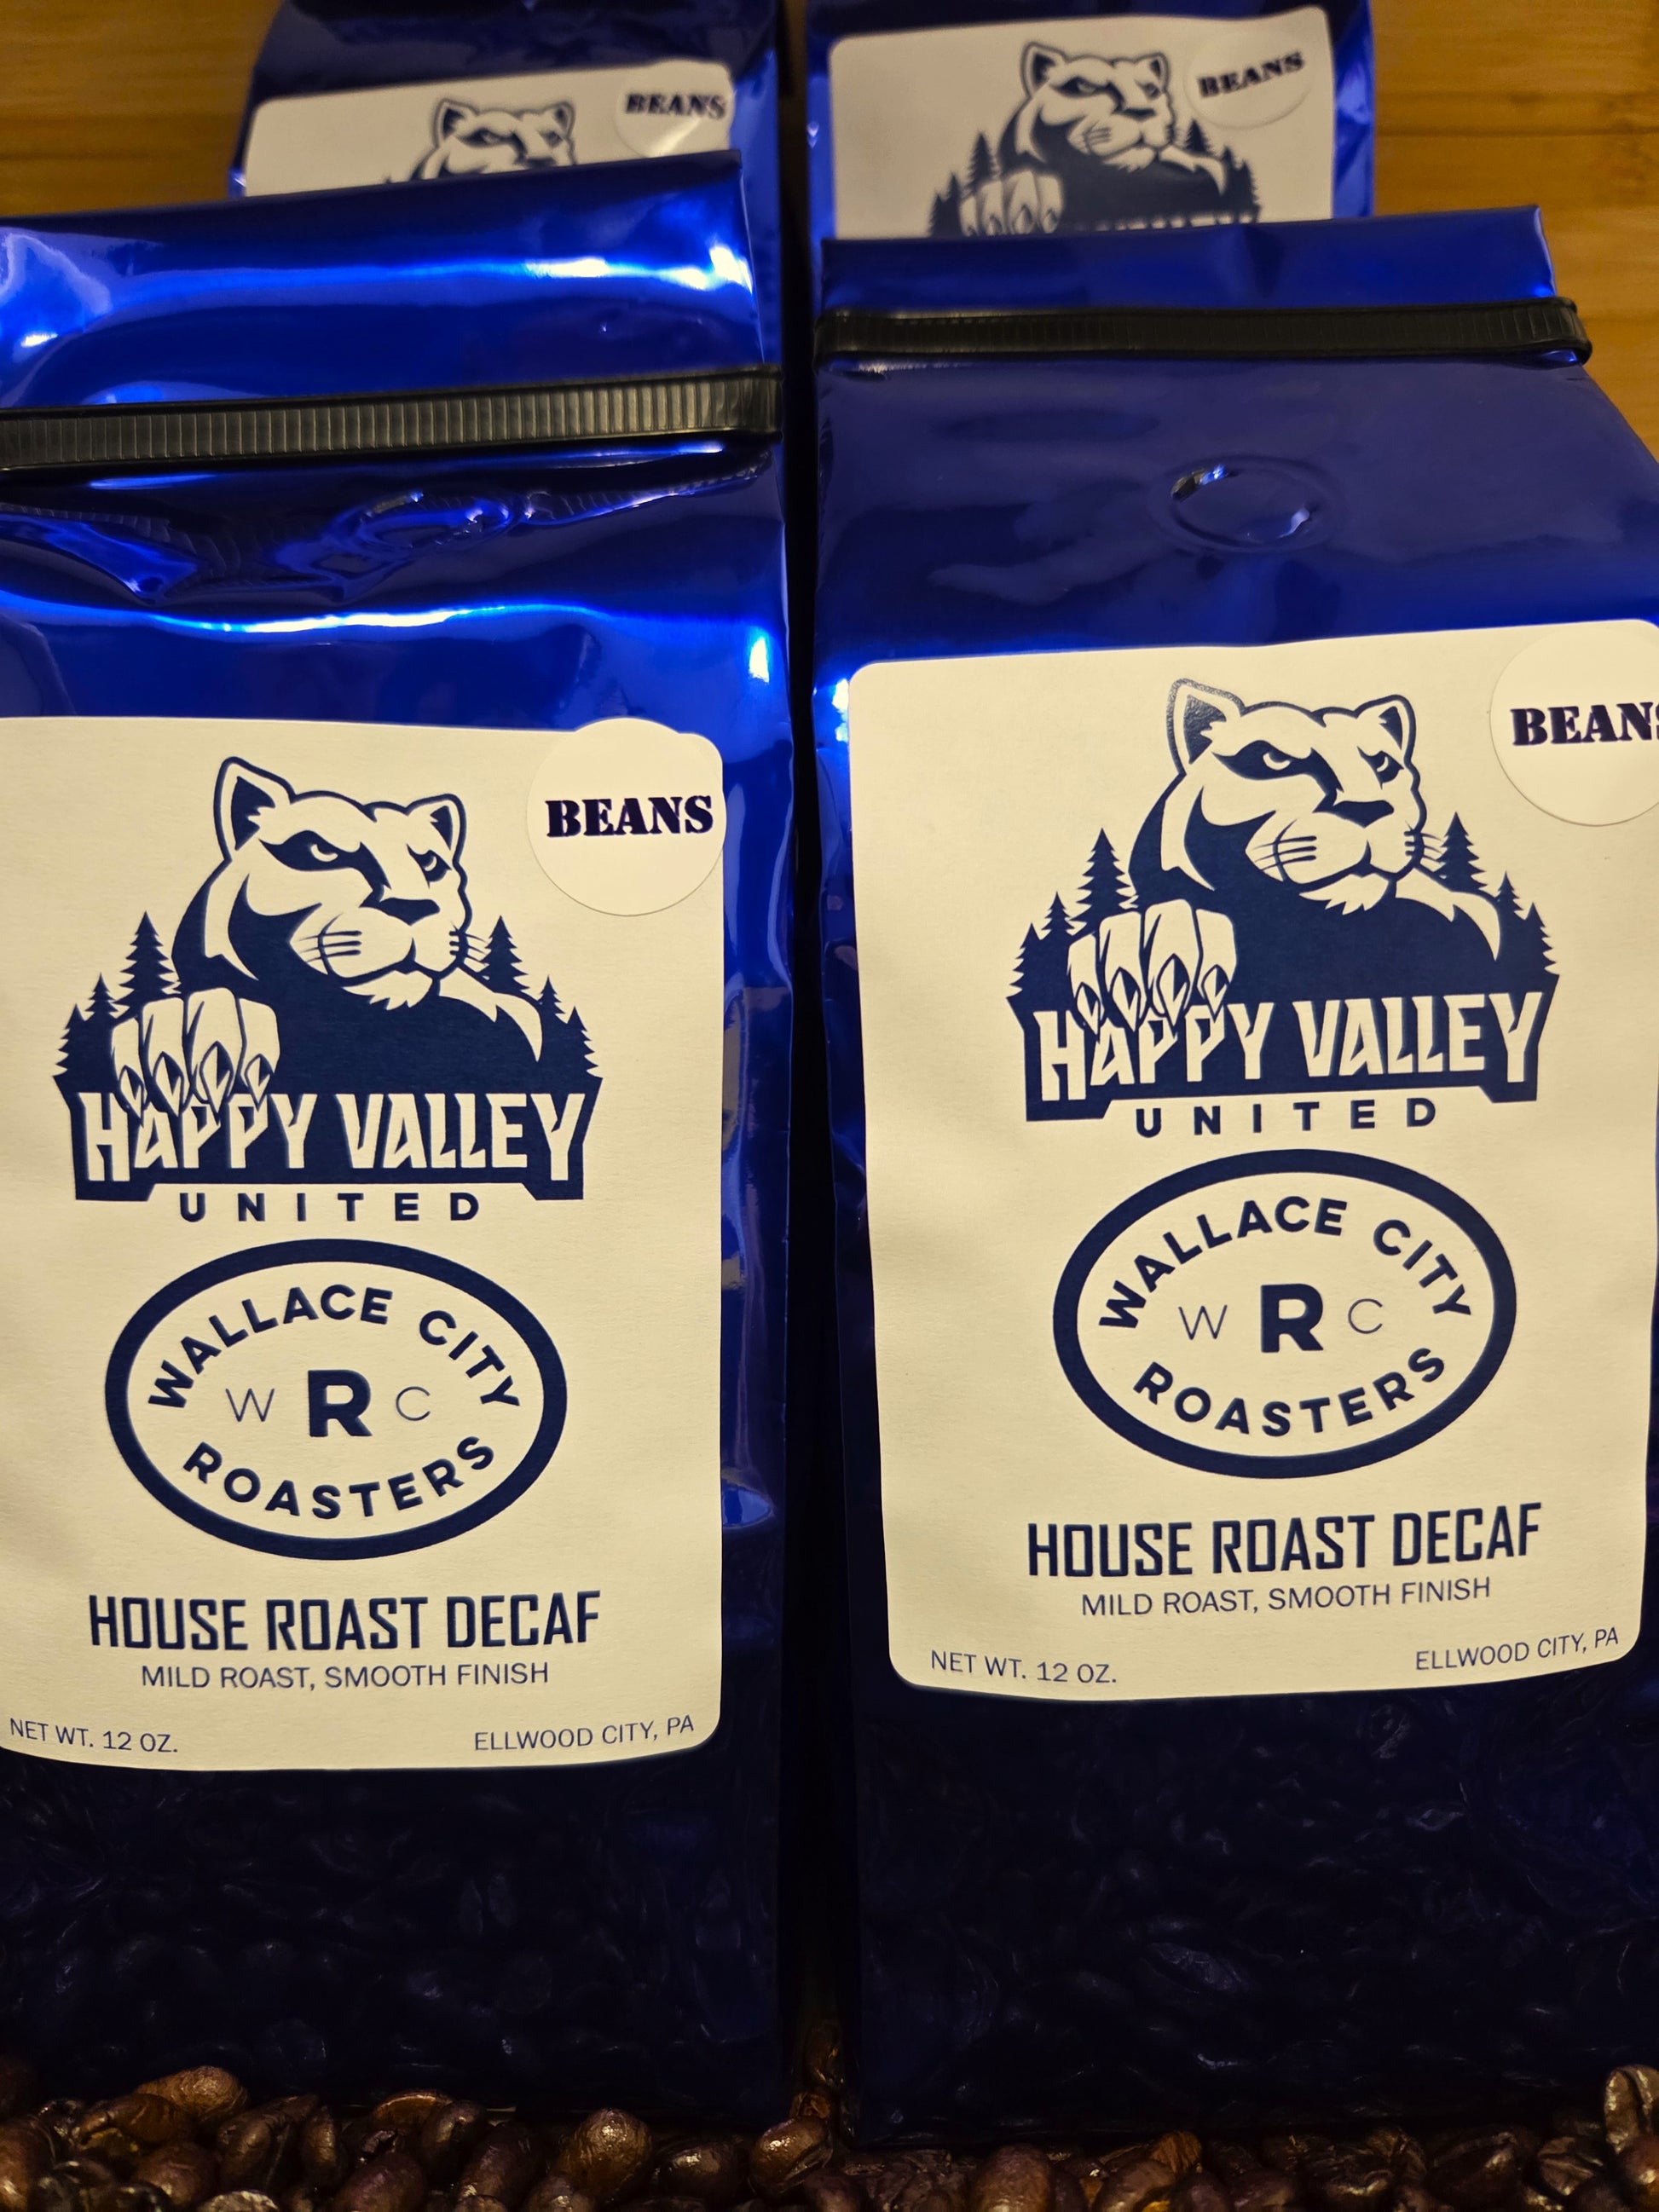 BEANS
BEANS
BEANS
HAPPY VALLEY
UNITED
WALLACE CITY
W R C
ROASTERS
HOUSE ROAST DECAF
MILD ROAST, SMOOTH FINISH
NET WT. 12 OZ.
ELLWOOD CITY, PA
BEANS
HAPPY VALLEY
UNITED
WALLACE CITY
W R C
ROASTERS
HOUSE ROAST DECAF
MILD ROAST, SMOOTH FINISH
NET WT. 12 OZ.
ELLWOOD CITY, PA